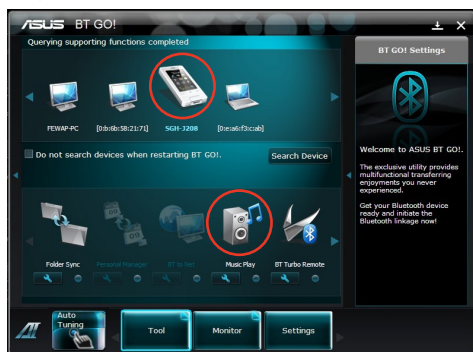 ASUS BT GO!
Querying supporting functions completed
FEWAP-PC [0:b:6b:58:21:71] SGH-J208 [0:e:a6:f3:c:ab]
Do not search devices when restarting BT GO!.
Search Device
Folder Sync Personal Manager BT to Net Music Play BT Turbo Remote
BT GO! Settings
Welcome to ASUS BT GO!.
The exclusive utility provides
multifunctional transferring
enjoyments you never
experienced.
Get your Bluetooth device
ready and initiate the
Bluetooth linkage now!
Auto
Tuning
Tool
Monitor
Settings